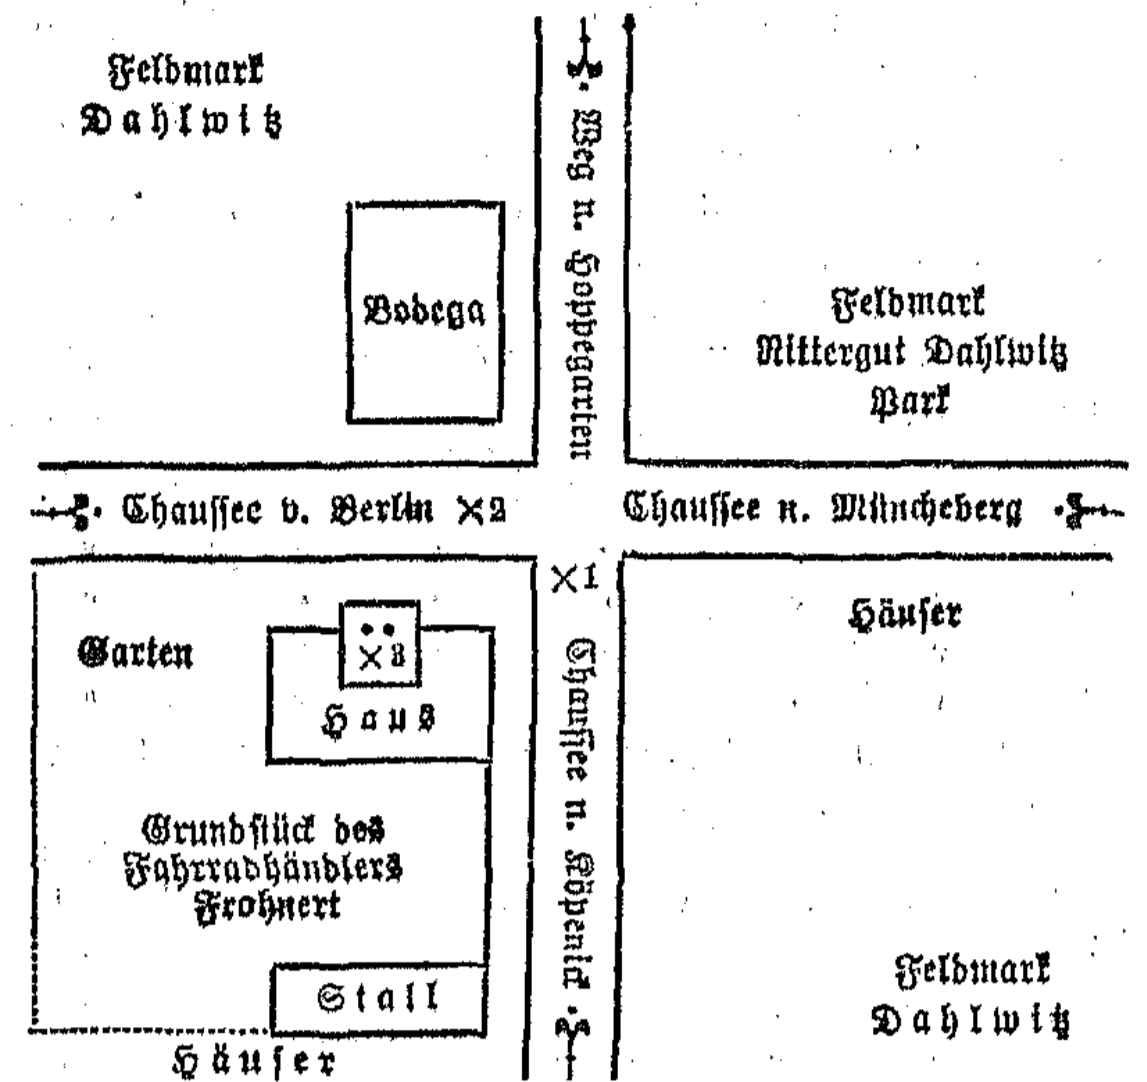 Feldmark
Dahlwitz
Weg n. Hoppegarten
Bodega
Feldmark
Rittergut Dahlwitz
Park
Chaussee v. Berlin ×2
Chaussee n. Müncheberg
×1
Häuser
Garten
×3
Haus
Chaussee n. Köpenick
Grundstück des
Fahrradhändlers
Frohnert
Stall
Feldmark
Dahlwitz
Häuser